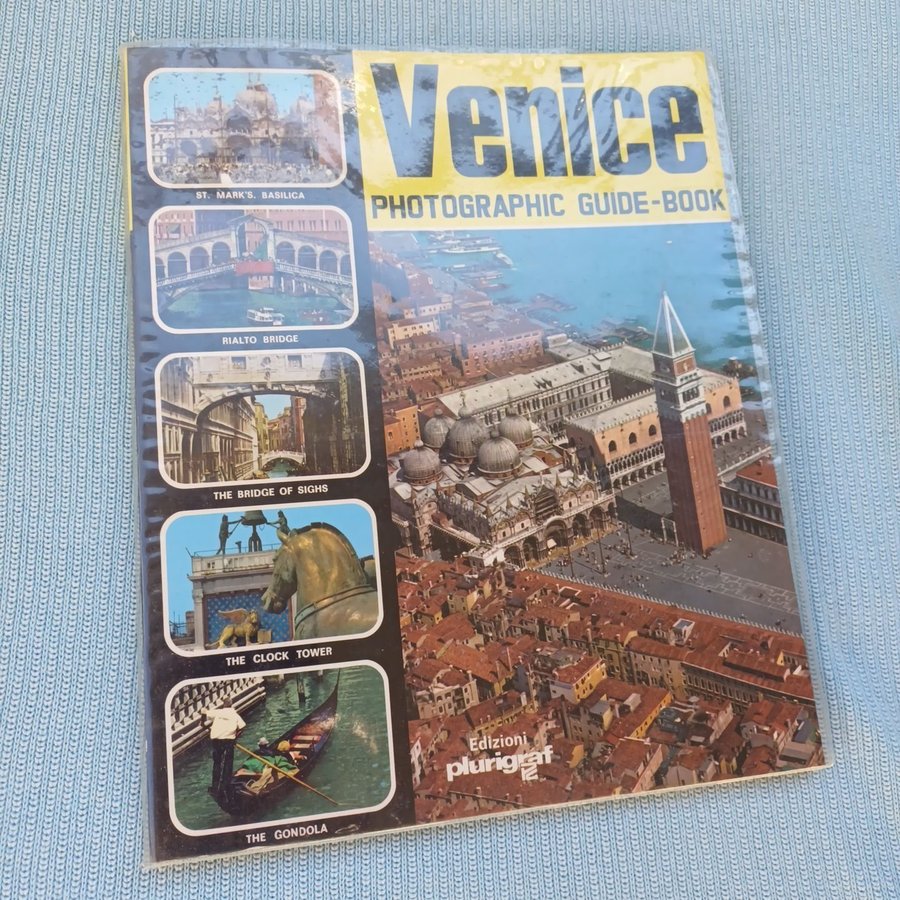 Venice
PHOTOGRAPHIC GUIDE-BOOK
ST. MARK'S. BASILICA
RIALTO BRIDGE
THE BRIDGE OF SIGHS
THE CLOCK TOWER
THE GONDOLA
Edizioni
plurigraf